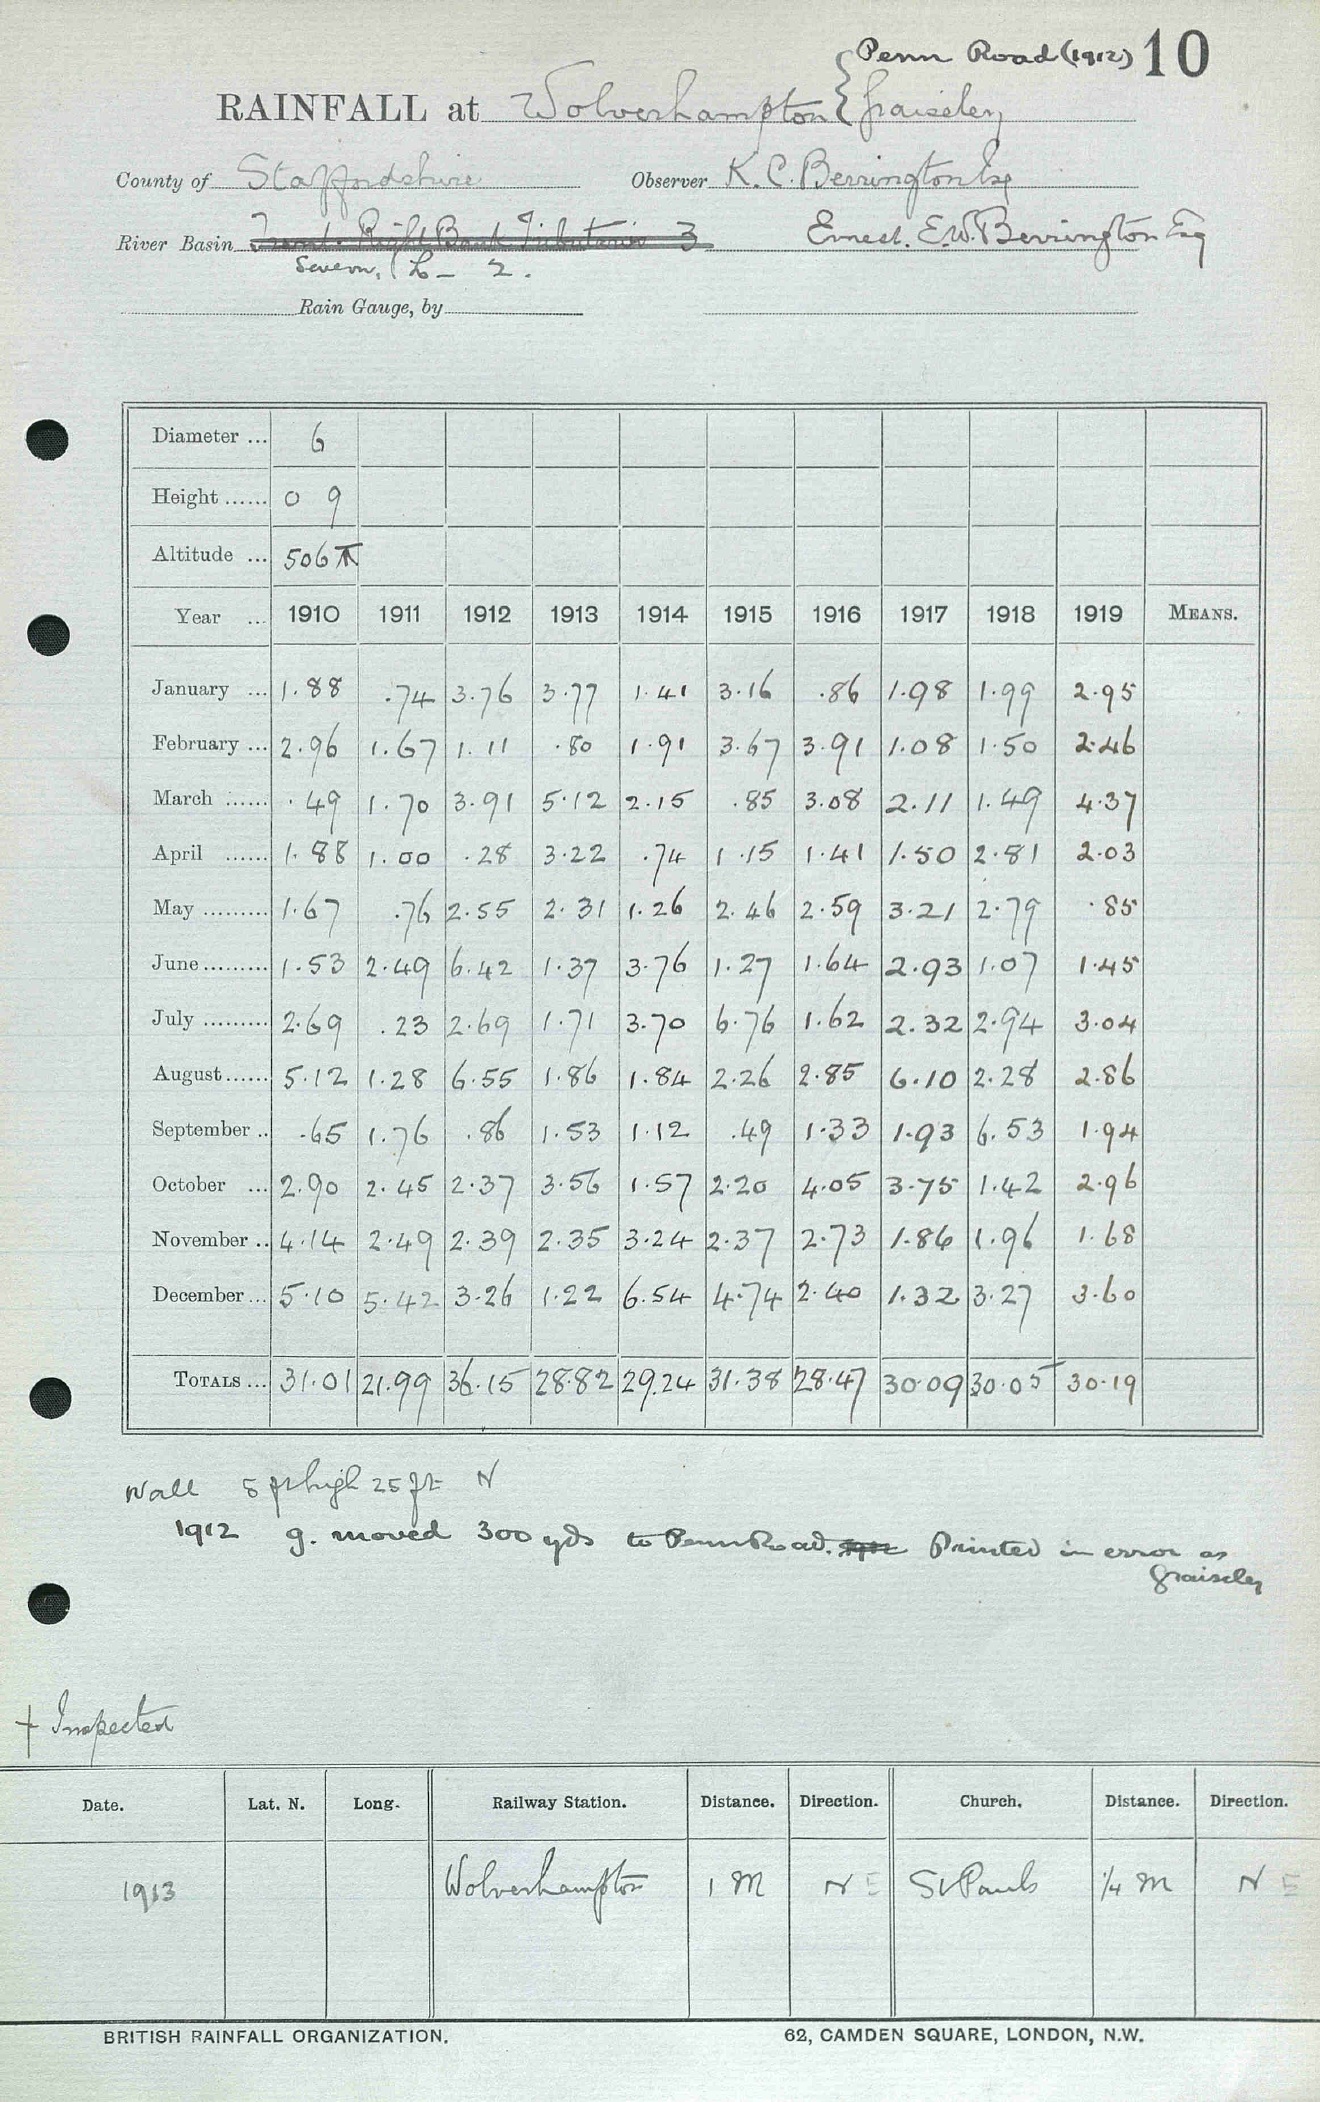 Penn Road (1912) 10
RAINFALL at Wolverhampton { Graiseley
County of Staffordshire Observer K. C. Berrington Esq
River Basin Trent. Right Bank Tributaries 3 Ernest. E.W. Berrington Esq
Severn, L – 2.
Rain Gauge, by
Diameter ... 6
Height ...... 0 9
Altitude ... 506
Year ... 1910 1911 1912 1913 1914 1915 1916 1917 1918 1919 MEANS.
January ... 1.88 .74 3.76 3.77 1.41 3.16 .86 1.98 1.99 2.95
February ... 2.96 1.67 1.11 .80 1.91 3.67 3.91 1.08 1.50 2.46
March ...... .49 1.70 3.91 5.12 2.15 .85 3.08 2.11 1.49 4.37
April ...... 1.88 1.00 .28 3.22 .74 1.15 1.41 1.50 2.81 2.03
May ......... 1.67 .76 2.55 2.31 1.26 2.46 2.59 3.21 2.79 .85
June ......... 1.53 2.49 6.42 1.37 3.76 1.27 1.64 2.93 1.07 1.45
July ......... 2.69 .23 2.69 1.71 3.70 6.76 1.62 2.32 2.94 3.04
August ...... 5.12 1.28 6.55 1.86 1.84 2.26 2.85 6.10 2.28 2.86
September .. .65 1.76 .86 1.53 1.12 .49 1.33 1.93 6.53 1.94
October ... 2.90 2.45 2.37 3.56 1.57 2.20 4.05 3.75 1.42 2.96
November .. 4.14 2.49 2.39 2.35 3.24 2.37 2.73 1.86 1.96 1.68
December ... 5.10 5.42 3.26 1.22 6.54 4.74 2.40 1.32 3.27 3.60
TOTALS ... 31.01 21.99 36.15 28.82 29.24 31.38 28.47 30.09 30.05 30.19
Wall 5 ft high 25 ft N
1912 g. moved 300 yds to Penn Road. Printed in error as
Graiseley
+ Inspected
Date. Lat. N. Long. Railway Station. Distance. Direction. Church. Distance. Direction.
1913 Wolverhampton 1 M N E St Pauls 1/4 M N E
BRITISH RAINFALL ORGANIZATION. 62, CAMDEN SQUARE, LONDON, N.W.